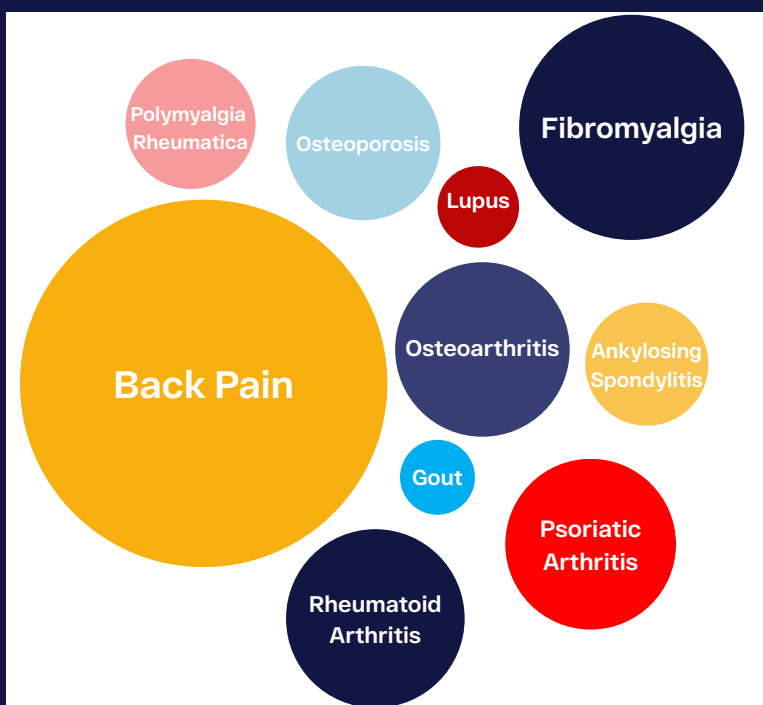 Polymyalgia
Rheumatica
Osteoporosis
Fibromyalgia
Lupus
Back Pain
Osteoarthritis
Ankylosing
Spondylitis
Gout
Psoriatic
Arthritis
Rheumatoid
Arthritis